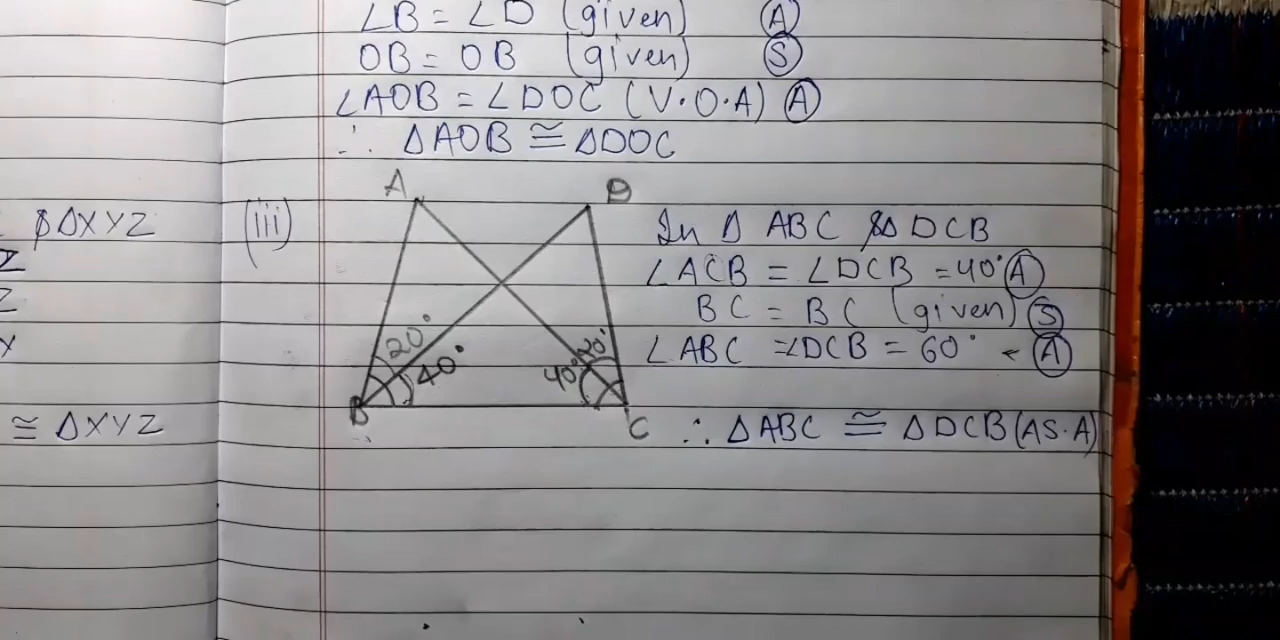 ∠B = ∠D (given) (A)
OB = OB (given) (S)
∠AOB = ∠DOC (V.O.A) (A)
∴ ΔAOB ≅ ΔDOC
ΔXYZ
Z
Z
X
≅ ΔXYZ
(iii)
A D
20° 40° 40° 20°
B C
In Δ ABC & Δ DCB
∠ACB = ∠DCB = 40° (A)
BC = BC (given) (S)
∠ABC = ∠DCB = 60° - (A)
∴ ΔABC ≅ ΔDCB (AS.A)